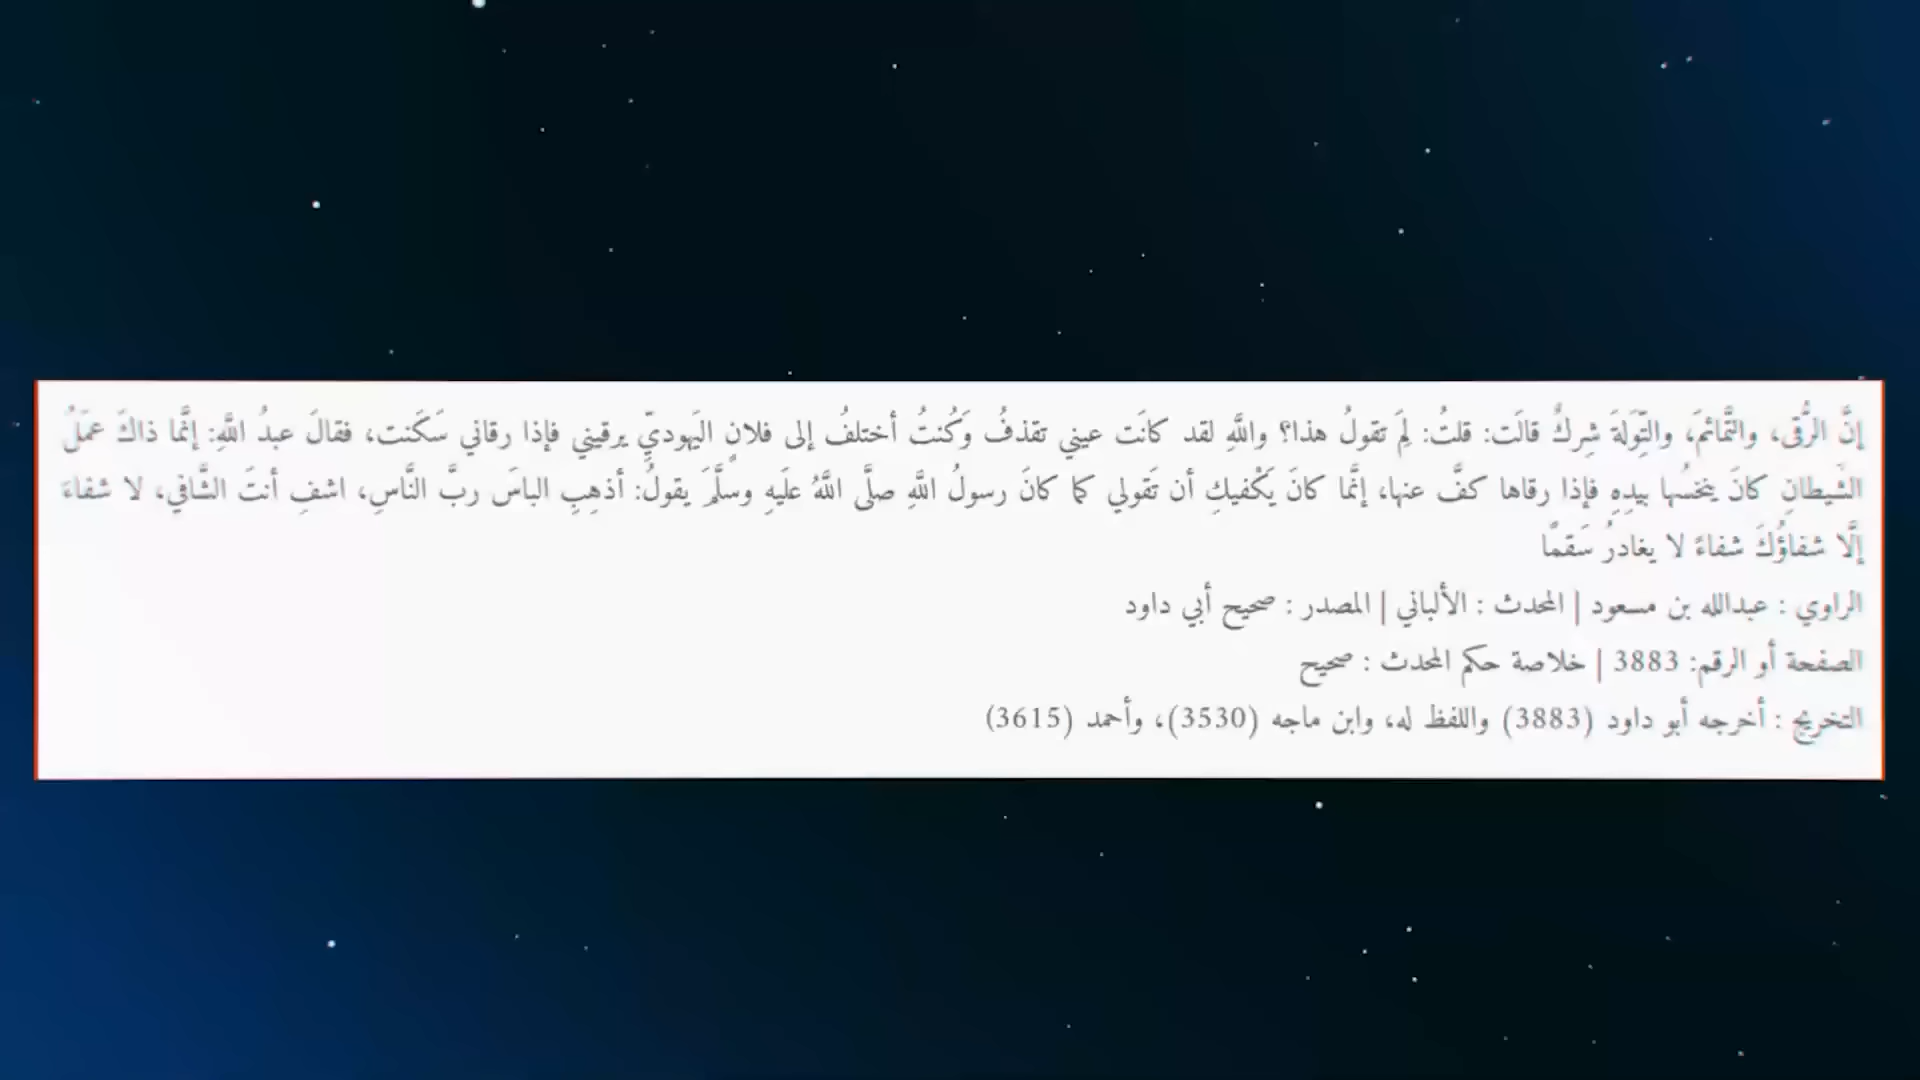 إنَّ الرُّقى، والتَّمائمَ، والتِّوَلةَ شِركٌ قالَت: قلتُ: لِمَ تقولُ هذا؟ واللَّهِ لقد كانَت عيني تقذفُ وَكُنتُ أختلفُ إلى فلانٍ اليَهوديِّ يرقيني فإذا رقاني سَكَنت، فقالَ عبدُ اللَّهِ: إنَّما ذاكَ عملُ
الشَّيطانِ كانَ ينخسُها بيدِهِ فإذا رقاها كفَّ عنها، إنَّما كانَ يَكْفيكِ أن تَقولي كما كانَ رسولُ اللَّهِ صلَّى اللَّهُ علَيهِ وسلَّمَ يقولُ: أذهِبِ الباسَ ربَّ النَّاسِ، اشفِ أنتَ الشَّافي، لا شفاءَ
إلَّا شفاؤُكَ شفاءً لا يغادرُ سَقمًا
الراوي : عبدالله بن مسعود | المحدث : الألباني | المصدر : صحيح أبي داود
الصفحة أو الرقم: 3883 | خلاصة حكم المحدث : صحيح
التخريج : أخرجه أبو داود (3883) واللفظ له، وابن ماجه (3530)، وأحمد (3615)